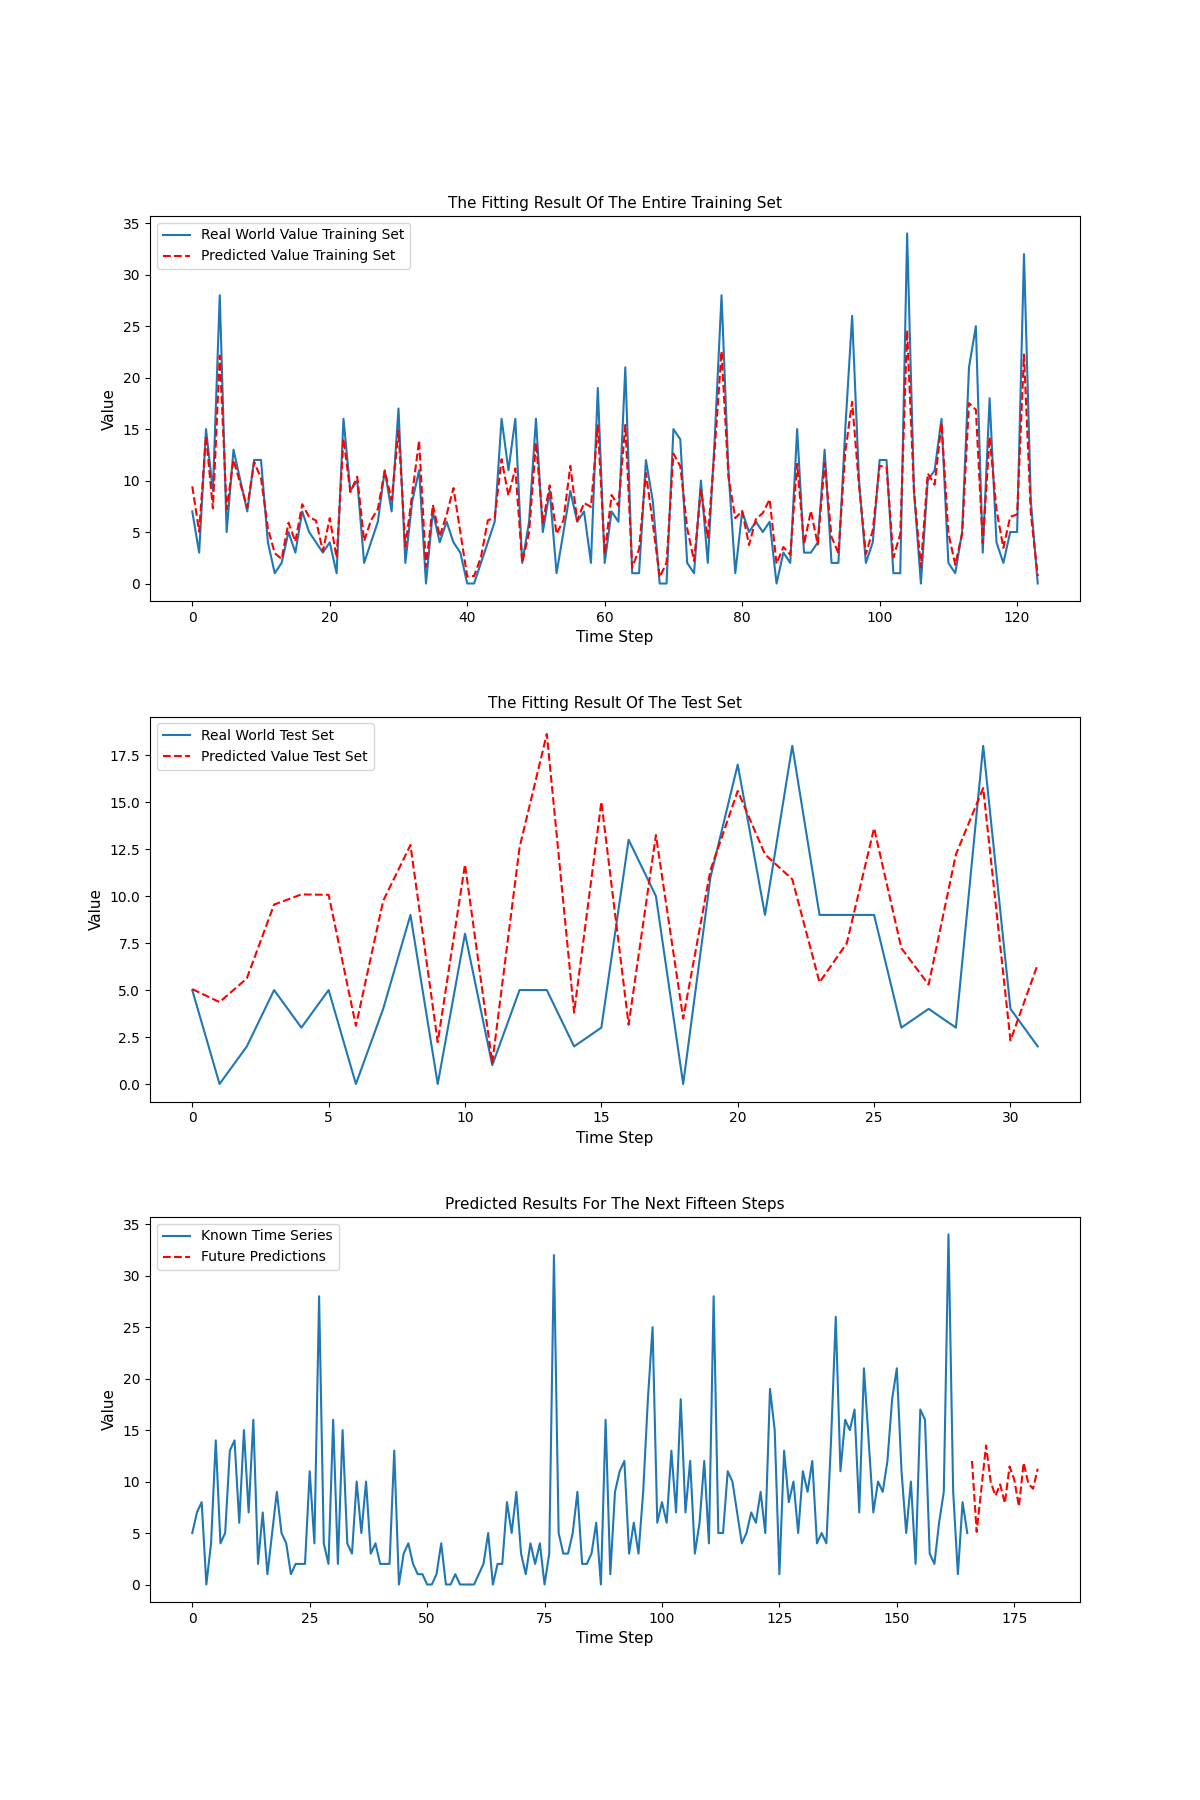 The Fitting Result Of The Entire Training Set
35
Real World Value Training Set
Predicted Value Training Set
30
25
20
Value
15
10
5
0
0 20 40 60 80 100 120
Time Step
The Fitting Result Of The Test Set
Real World Test Set
Predicted Value Test Set
17.5
15.0
12.5
10.0
Value
7.5
5.0
2.5
0.0
0 5 10 15 20 25 30
Time Step
Predicted Results For The Next Fifteen Steps
35
Known Time Series
Future Predictions
30
25
20
Value
15
10
5
0
0 25 50 75 100 125 150 175
Time Step